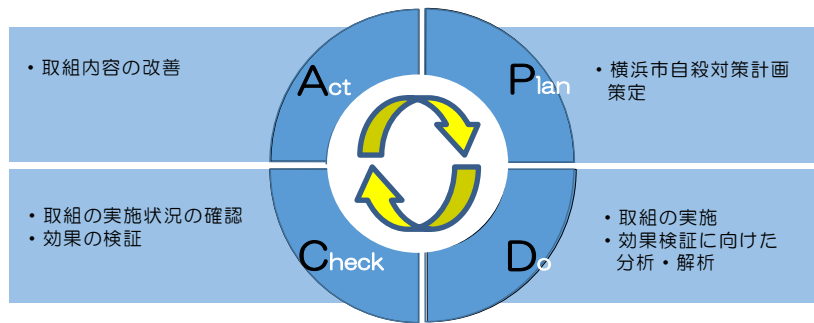 ・取組内容の改善
Act
Plan
・横浜市自殺対策計画
策定
・取組の実施状況の確認
・効果の検証
Check
Do
・取組の実施
・効果検証に向けた
分析・解析